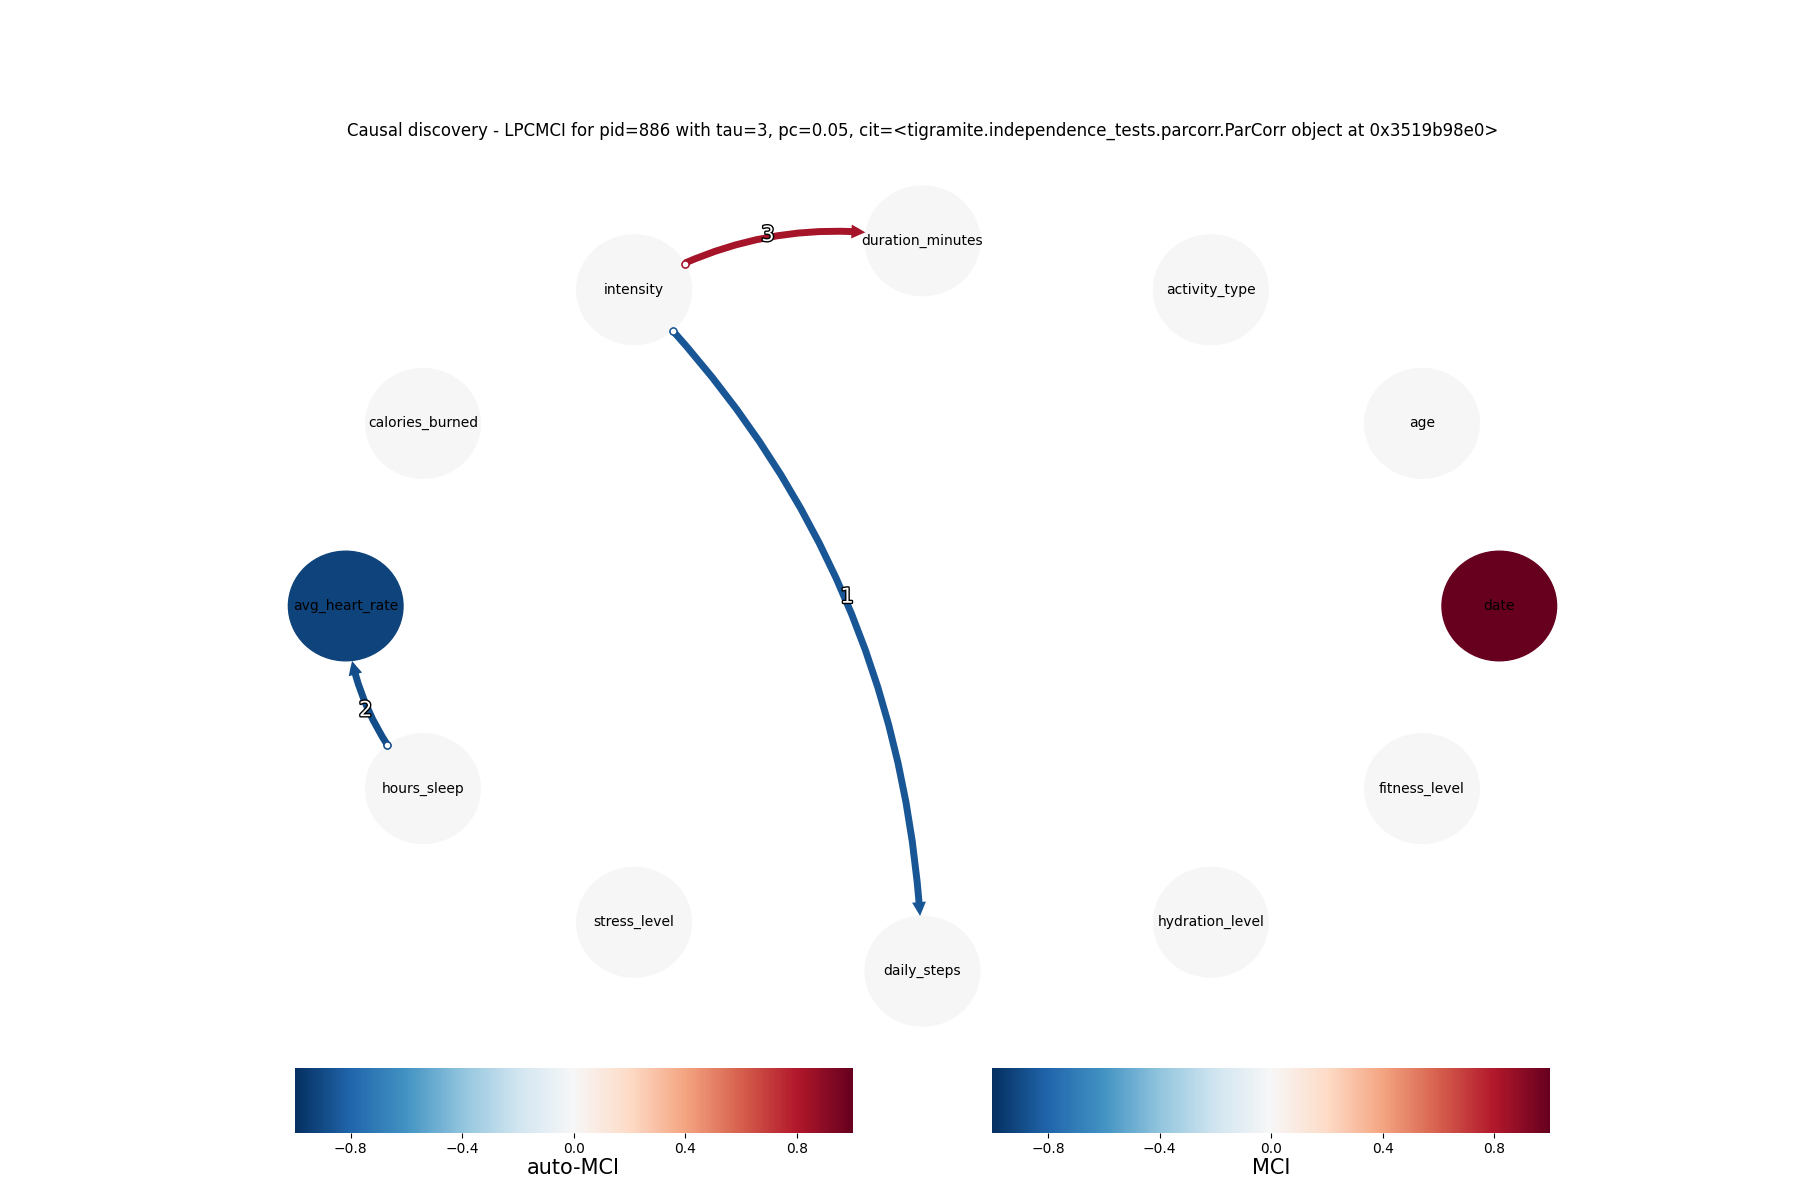 Causal discovery - LPCMCI for pid=886 with tau=3, pc=0.05, cit=<tigramite.independence_tests.parcorr.ParCorr object at 0x3519b98e0>
3
duration_minutes
intensity
activity_type
calories_burned
age
1
avg_heart_rate
date
2
hours_sleep
fitness_level
stress_level
hydration_level
daily_steps
−0.8 −0.4 0.0 0.4 0.8
auto-MCI
−0.8 −0.4 0.0 0.4 0.8
MCI